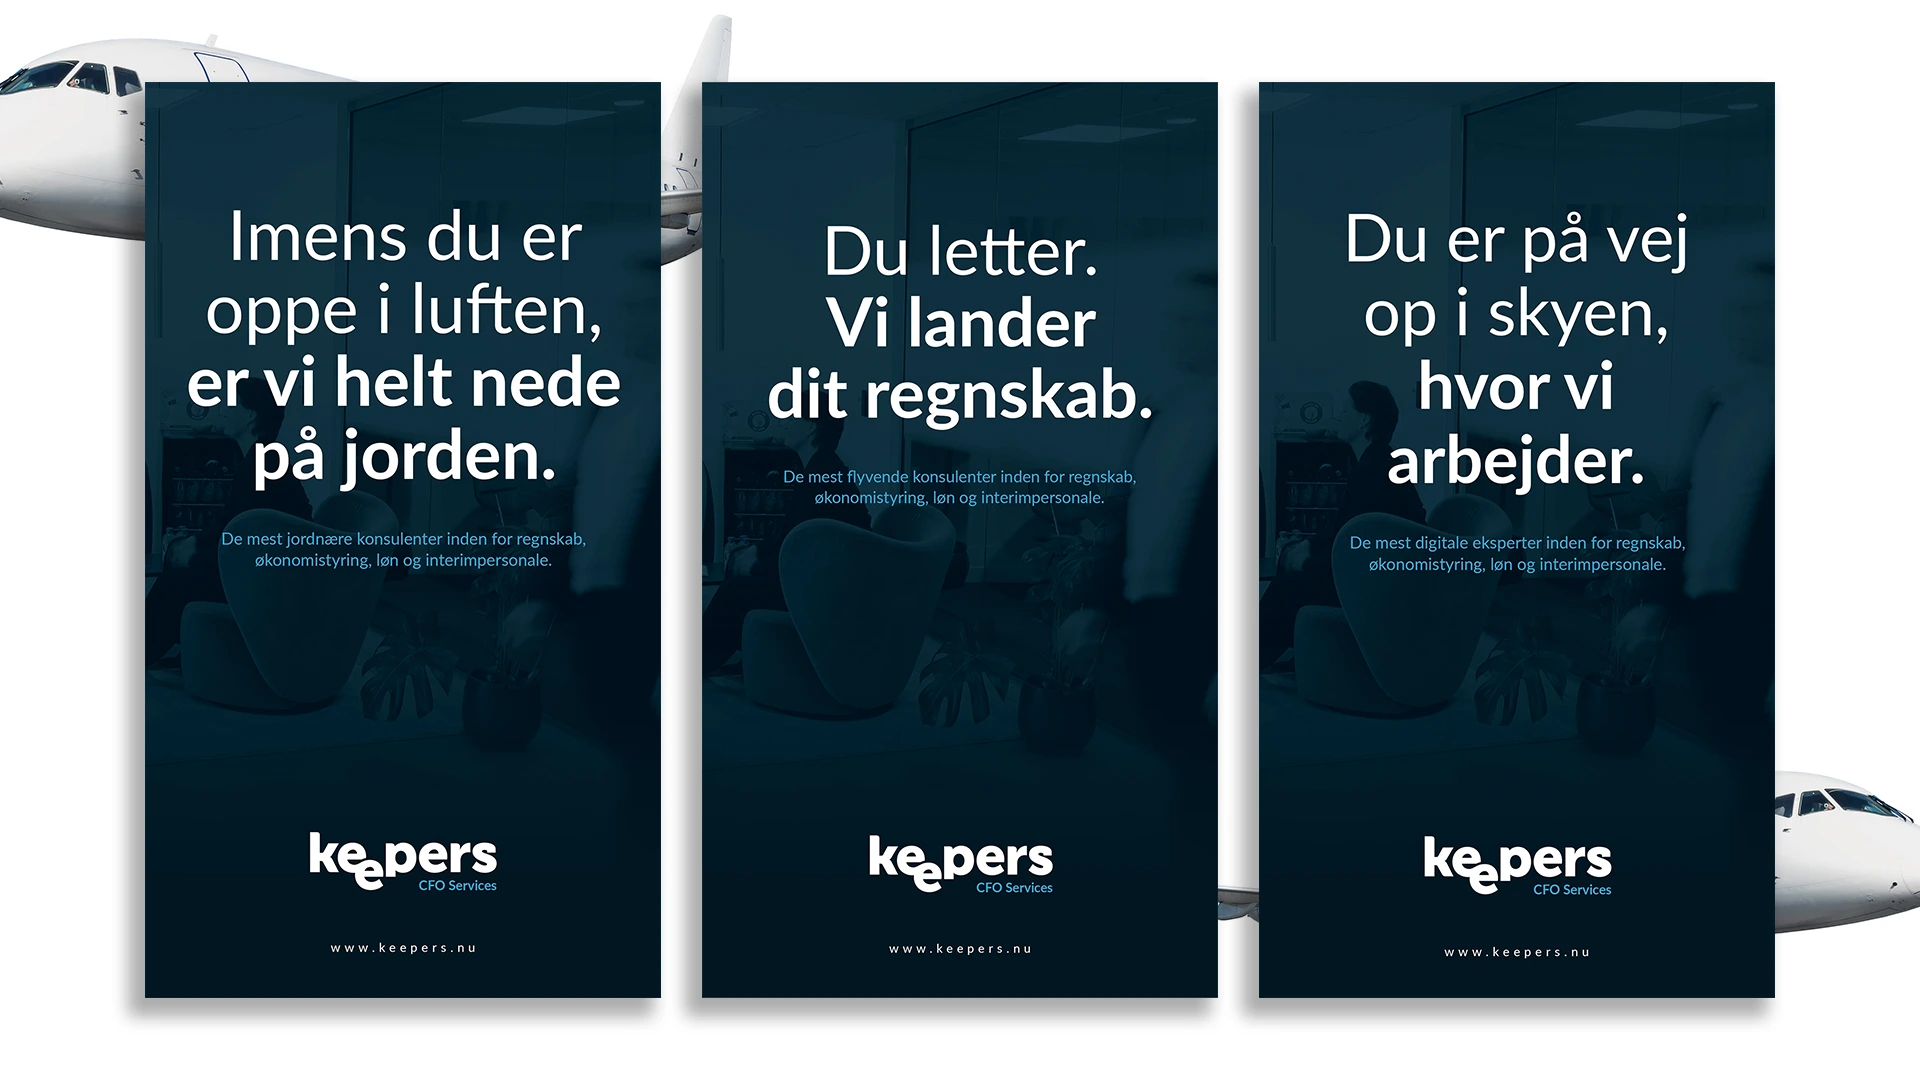 Imens du er
oppe i luften,
er vi helt nede
på jorden.
De mest jordnære konsulenter inden for regnskab,
økonomistyring, løn og interimpersonale.
keepers
CFO Services
www.keepers.nu
Du letter.
Vi lander
dit regnskab.
De mest flyvende konsulenter inden for regnskab,
økonomistyring, løn og interimpersonale.
keepers
CFO Services
www.keepers.nu
Du er på vej
op i skyen,
hvor vi
arbejder.
De mest digitale eksperter inden for regnskab,
økonomistyring, løn og interimpersonale.
keepers
CFO Services
www.keepers.nu